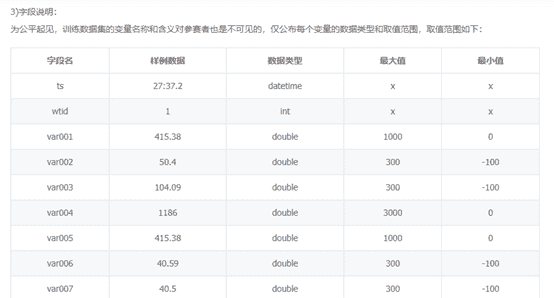 3)字段说明：
为公平起见，训练数据集的变量名称和含义对参赛者也是不可见的，仅公布每个变量的数据类型和取值范围，取值范围如下：
字段名 样例数据 数据类型 最大值 最小值
ts 27:37.2 datetime x x
wtid 1 int x x
var001 415.38 double 1000 0
var002 50.4 double 300 -100
var003 104.09 double 300 -100
var004 1186 double 3000 0
var005 415.38 double 1000 0
var006 40.59 double 300 -100
var007 40.5 double 300 -100